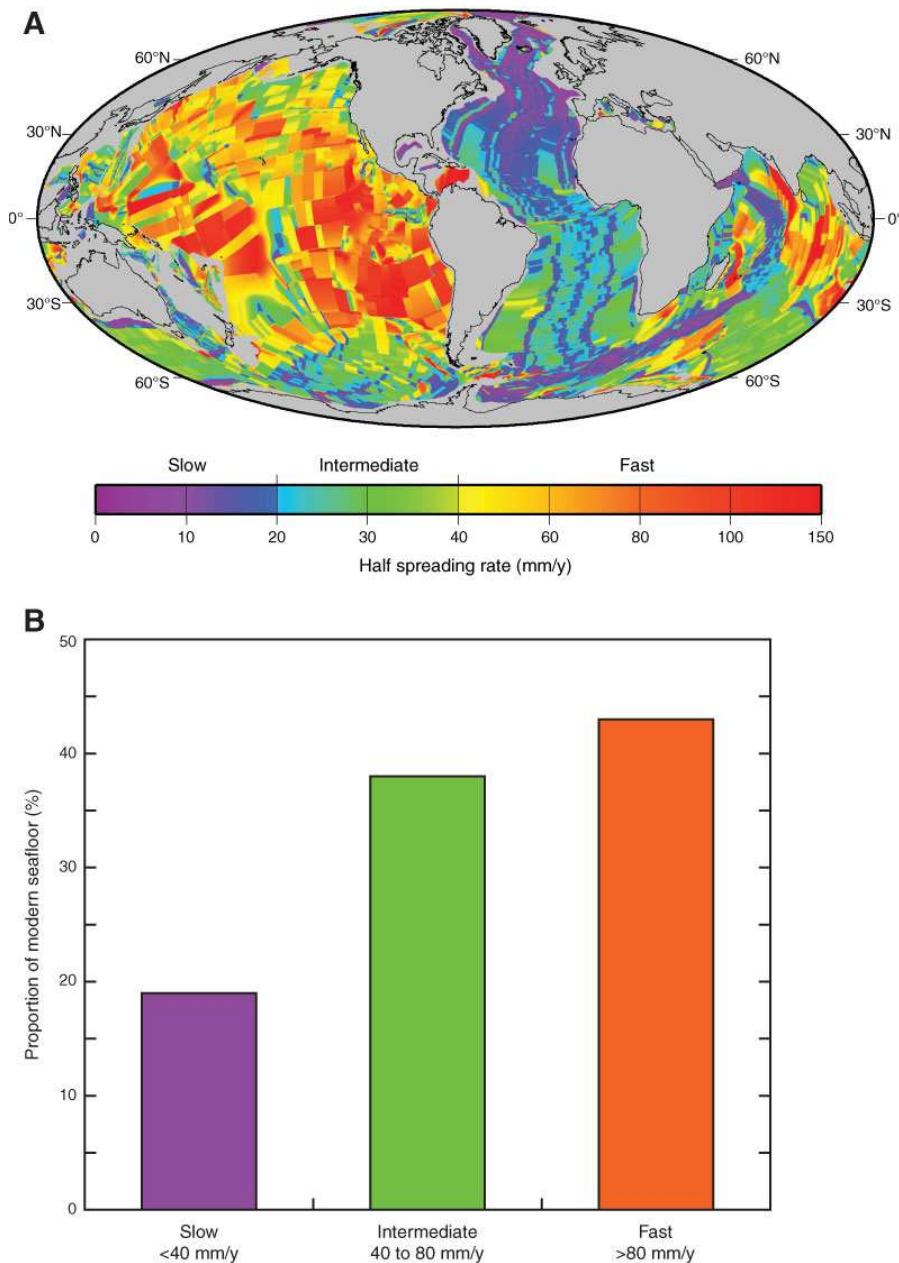 A
60°N
60°N
30°N
30°N
0°
0°
30°S
30°S
60°S
60°S
Slow Intermediate Fast
0 10 20 30 40 60 80 100 150
Half spreading rate (mm/y)
B
50
40
30
20
10
0
Proportion of modern seafloor (%)
Slow Intermediate Fast
<40 mm/y 40 to 80 mm/y >80 mm/y